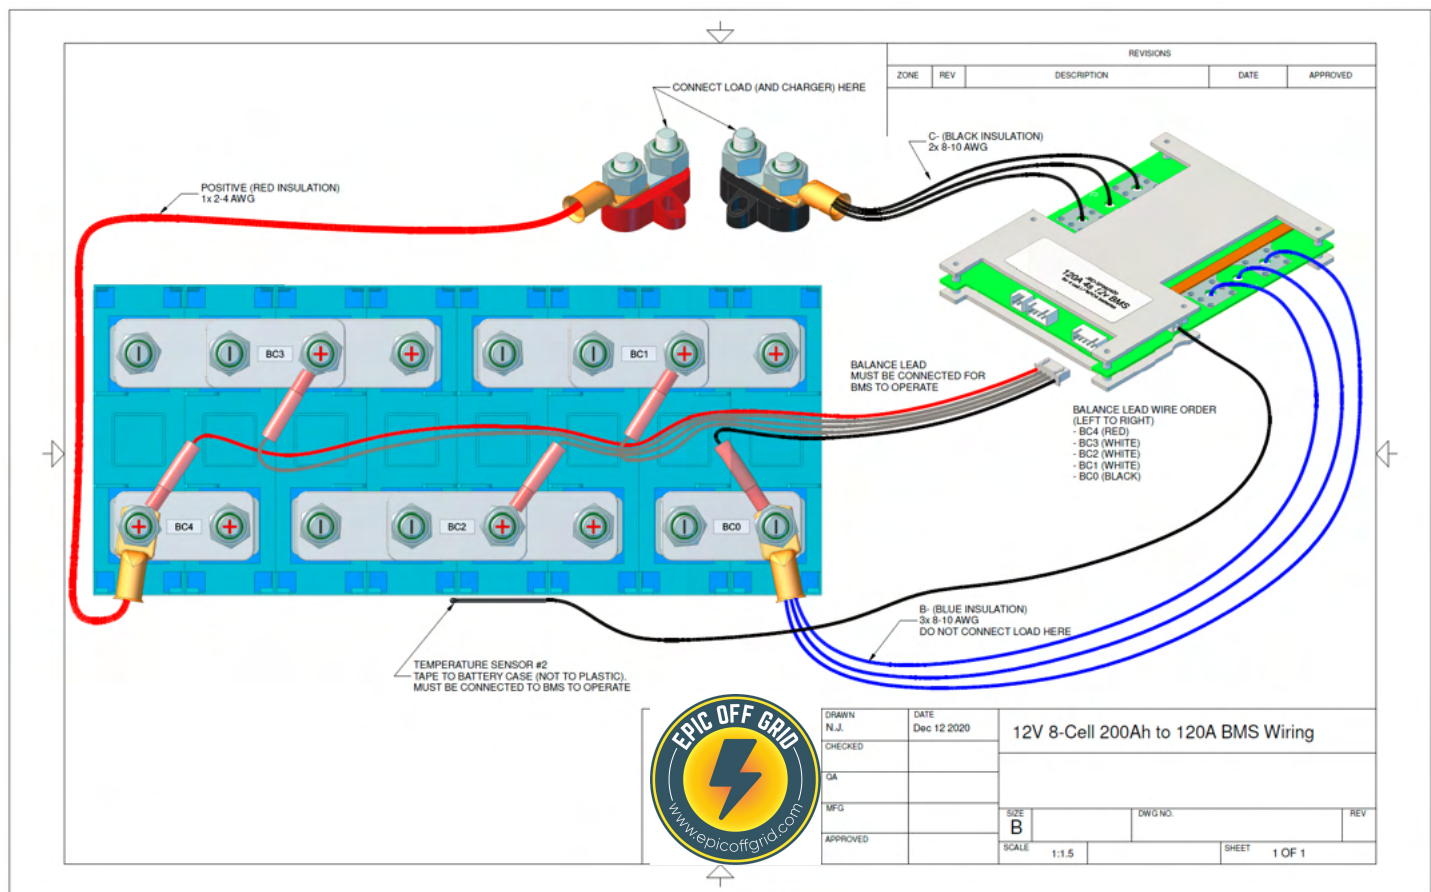 REVISIONS
ZONE REV DESCRIPTION DATE APPROVED
CONNECT LOAD (AND CHARGER) HERE
C- (BLACK INSULATION)
2x 8-10 AWG
POSITIVE (RED INSULATION)
1x 2-4 AWG
120A 4s 12v BMS
BC3
BC1
BALANCE LEAD
MUST BE CONNECTED FOR
BMS TO OPERATE
BALANCE LEAD WIRE ORDER
(LEFT TO RIGHT)
- BC4 (RED)
- BC3 (WHITE)
- BC2 (WHITE)
- BC1 (WHITE)
- BC0 (BLACK)
BC4
BC2
BC0
B- (BLUE INSULATION)
3x 8-10 AWG
DO NOT CONNECT LOAD HERE
TEMPERATURE SENSOR #2
TAPE TO BATTERY CASE (NOT TO PLASTIC).
MUST BE CONNECTED TO BMS TO OPERATE
EPIC OFF GRID
www.epicoffgrid.com
DRAWN
N.J.
DATE
Dec 12 2020
CHECKED
QA
MFG
APPROVED
12V 8-Cell 200Ah to 120A BMS Wiring
SIZE
B
DWG NO.
REV
SCALE
1:1.5
SHEET
1 OF 1